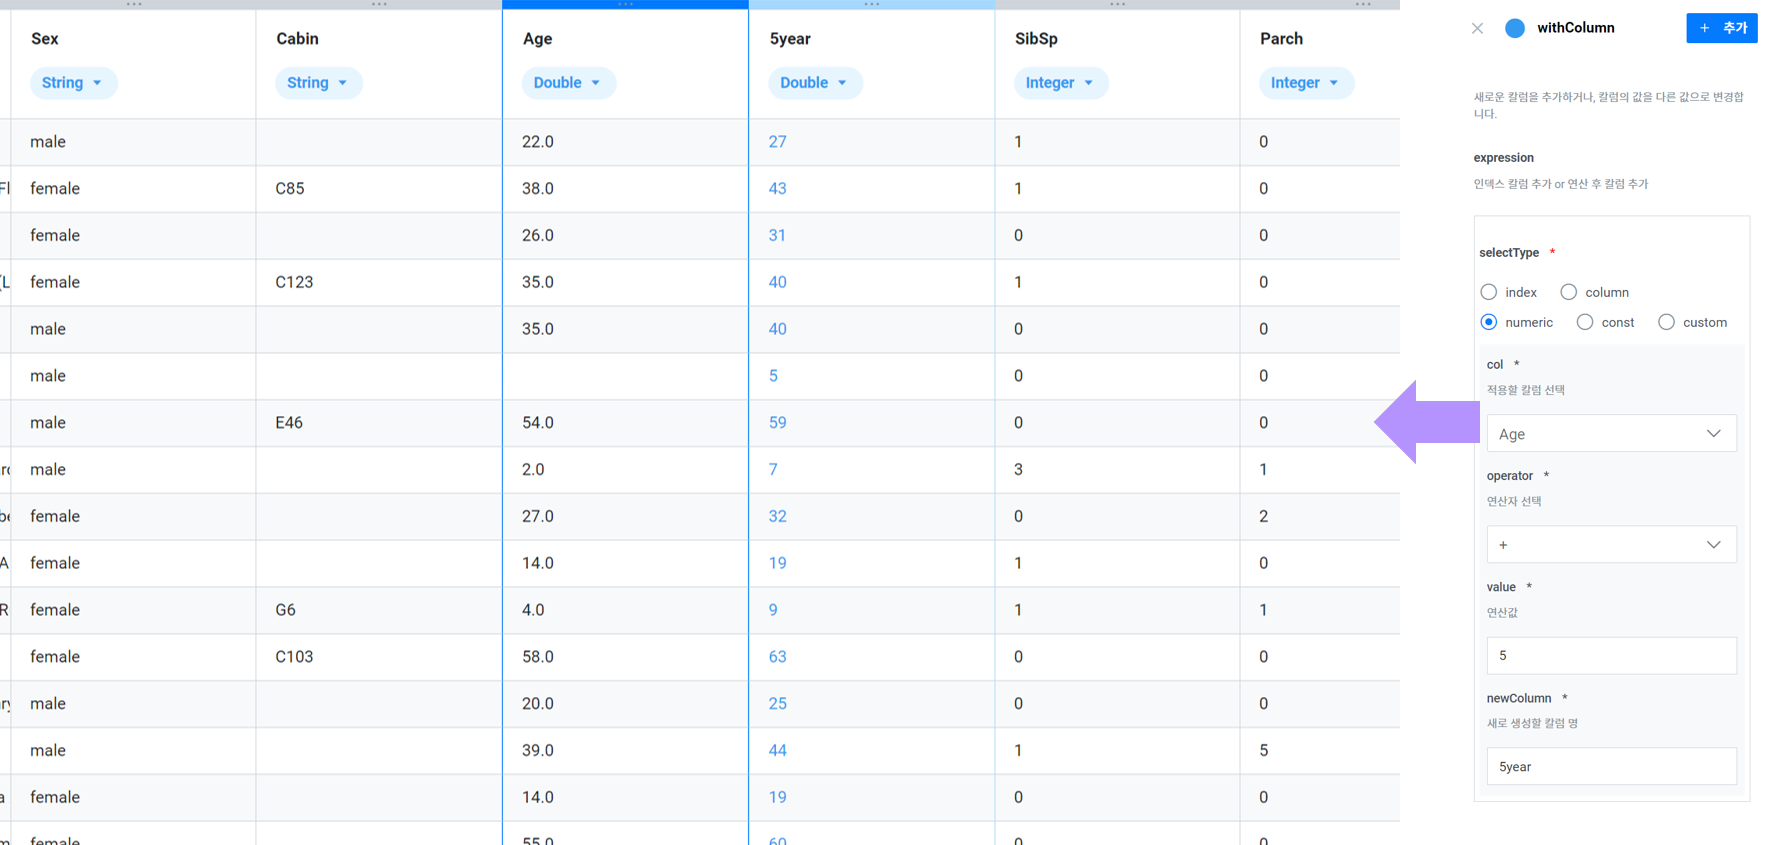 Sex Cabin Age 5year SibSp Parch
String String Double Double Integer Integer
male 22.0 27 1 0
female C85 38.0 43 1 0
female 26.0 31 0 0
female C123 35.0 40 1 0
male 35.0 40 0 0
male 5 0 0
male E46 54.0 59 0 0
male 2.0 7 3 1
female 27.0 32 0 2
female 14.0 19 1 0
female G6 4.0 9 1 1
female C103 58.0 63 0 0
male 20.0 25 0 0
male 39.0 44 1 5
female 14.0 19 0 0
female 55.0 60 0 0
withColumn
+ 추가
새로운 칼럼을 추가하거나, 칼럼의 값을 다른 값으로 변경합
니다.
expression
인덱스 칼럼 추가 or 연산 후 칼럼 추가
selectType *
index column
numeric const custom
col *
적용할 칼럼 선택
Age
operator *
연산자 선택
+
value *
연산값
5
newColumn *
새로 생성할 칼럼 명
5year